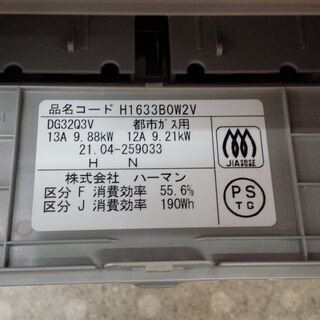 品名コード H1633B0W2V
DG32Q3V 都市ガス用
13A 9.88kW 12A 9.21kW
21.04-259033
H N
株式会社 ハーマン
区分 F 消費効率 55.6%
区分 J 消費効率 190Wh
JIA認証
PS
TG